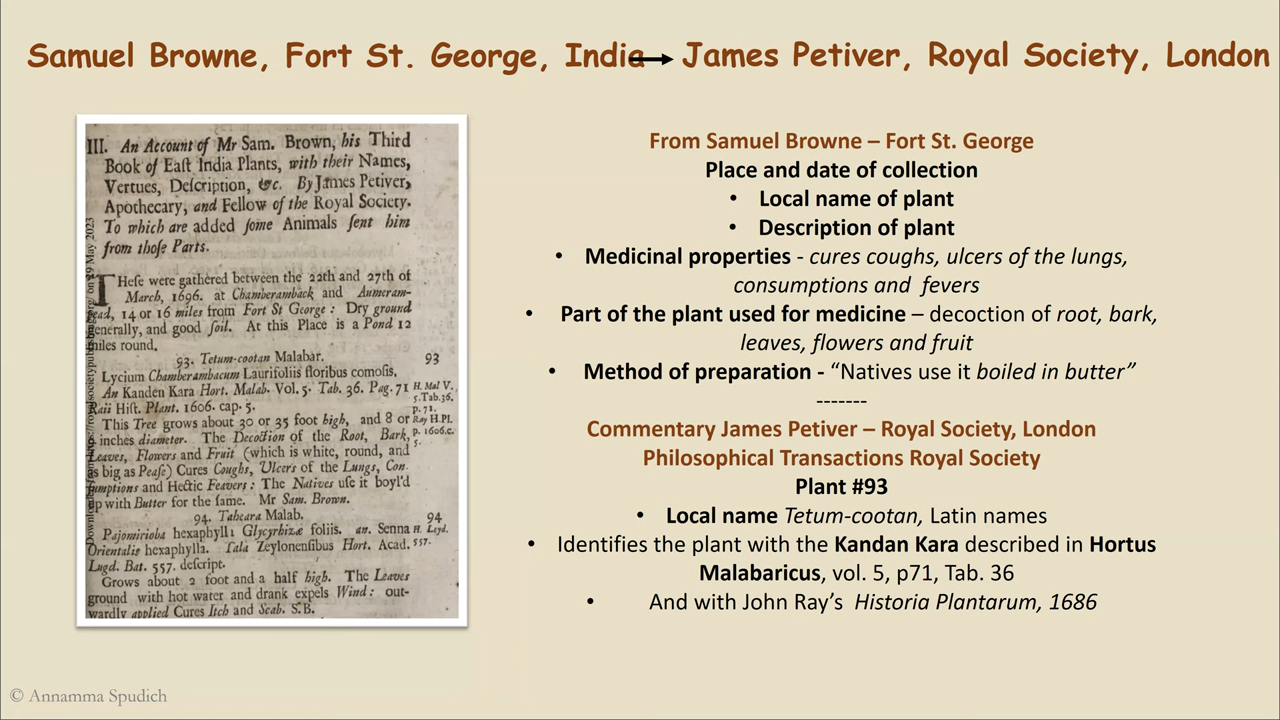 Samuel Browne, Fort St. George, India → James Petiver, Royal Society, London
III. An Account of Mr Sam. Brown, his Third
Book of East India Plants, with their Names,
Vertues, Description, &c. By James Petiver,
Apothecary, and Fellow of the Royal Society.
To which are added some Animals sent him
from those Parts.
THese were gathered between the 22th and 27th of
March, 1696. at Chamberamback and Aumeram-
pead, 14 or 16 miles from Fort St George: Dry ground
generally, and good soil. At this Place is a Pond 12
miles round.
93. Tetum-cootan Malabar. 93
Lycium Chamberambacum Laurifoliis floribus comosis,
An Kanden Kara Hort. Malab. Vol. 5. Tab. 36. Pag. 71 H. Mal V.
5.Tab.36.
Raii Hist. Plant. 1606. cap. 5. p. 71.
This Tree grows about 30 or 35 foot high, and 8 or Ray H.Pl.
inches diameter. The Decoction of the Root, Bark, p. 1606.c.
5.
Leaves, Flowers and Fruit (which is white, round, and
as big as Pease) Cures Coughs, Ulcers of the Lungs, Con-
sumptions and Hectic Feavers: The Natives use it boyl'd
up with Butter for the same. Mr Sam. Brown.
94. Tabeara Malab. 94
Pajomirioba hexaphylli Glycyrhizæ foliis. an. Senna H. Leyd.
Orientalis hexaphylla. Tala Zeylonensibus Hort. Acad. 557.
Lugd. Bat. 557. descript.
Grows about 2 foot and a half high. The Leaves
ground with hot water and drank expels Wind: out-
wardly applied Cures Itch and Scab. S. B.
on 29 May 2023
From Samuel Browne – Fort St. George
Place and date of collection
• Local name of plant
• Description of plant
• Medicinal properties - cures coughs, ulcers of the lungs,
consumptions and fevers
• Part of the plant used for medicine – decoction of root, bark,
leaves, flowers and fruit
• Method of preparation - “Natives use it boiled in butter”
-------
Commentary James Petiver – Royal Society, London
Philosophical Transactions Royal Society
Plant #93
• Local name Tetum-cootan, Latin names
• Identifies the plant with the Kandan Kara described in Hortus
Malabaricus, vol. 5, p71, Tab. 36
• And with John Ray’s Historia Plantarum, 1686
© Annamma Spudich